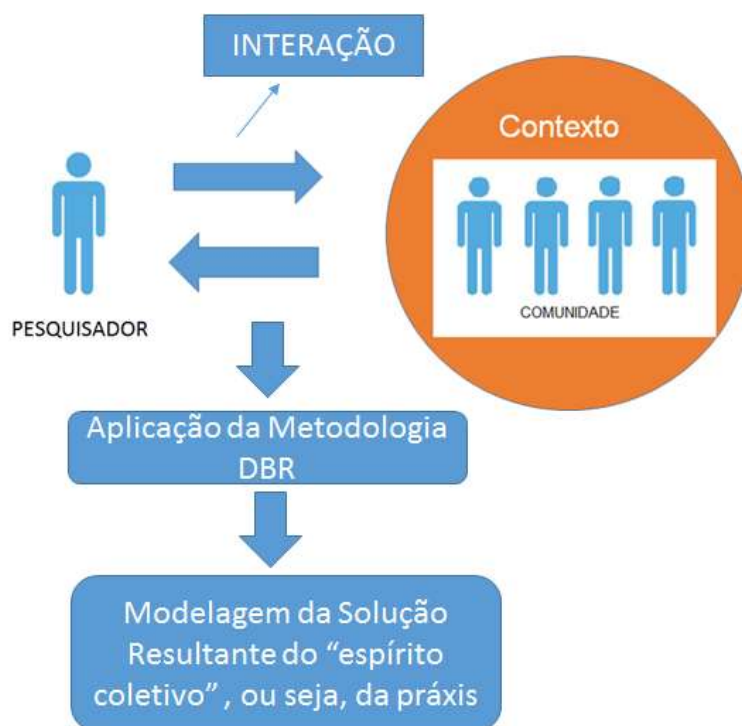 INTERAÇÃO
Contexto
COMUNIDADE
PESQUISADOR
Aplicação da Metodologia
DBR
Modelagem da Solução
Resultante do “espírito
coletivo” , ou seja, da práxis